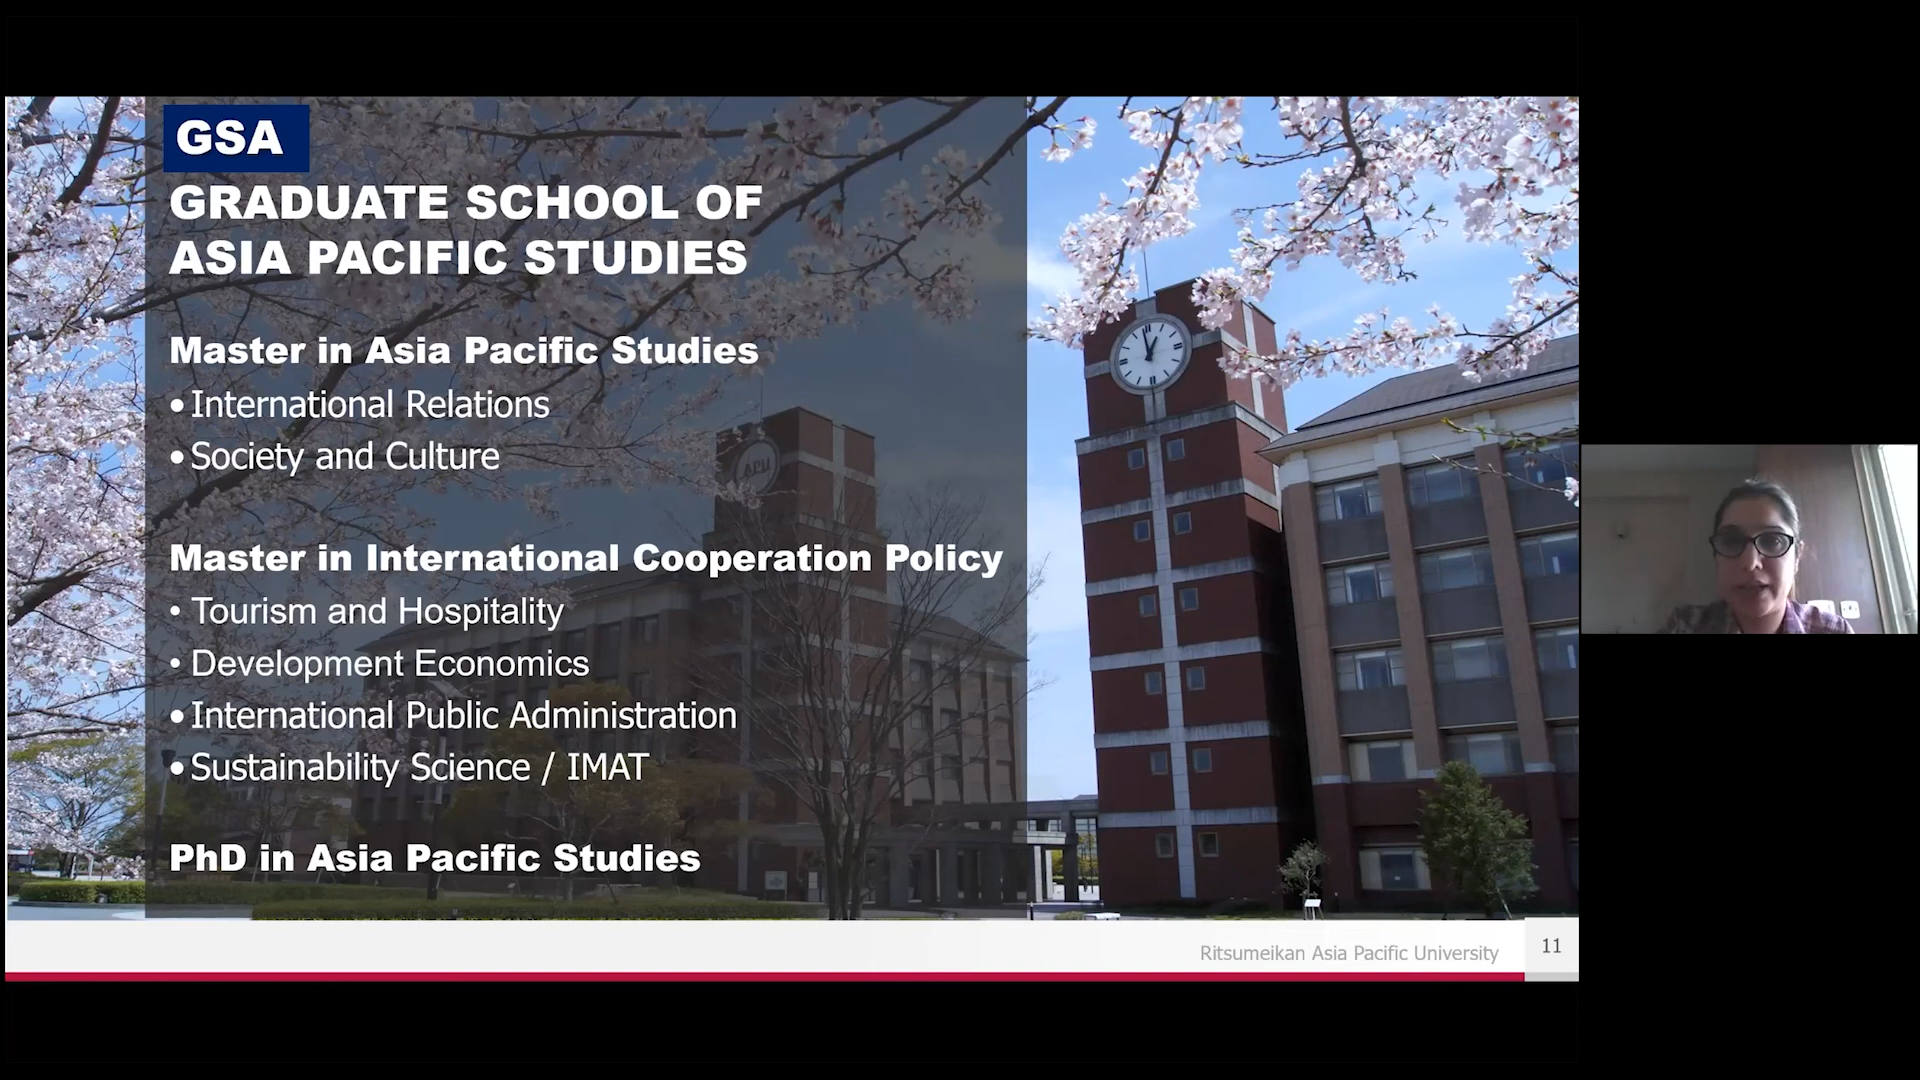 GSA
GRADUATE SCHOOL OF
ASIA PACIFIC STUDIES
Master in Asia Pacific Studies
• International Relations
• Society and Culture
APU
Master in International Cooperation Policy
• Tourism and Hospitality
• Development Economics
• International Public Administration
• Sustainability Science / IMAT
PhD in Asia Pacific Studies
Ritsumeikan Asia Pacific University
11